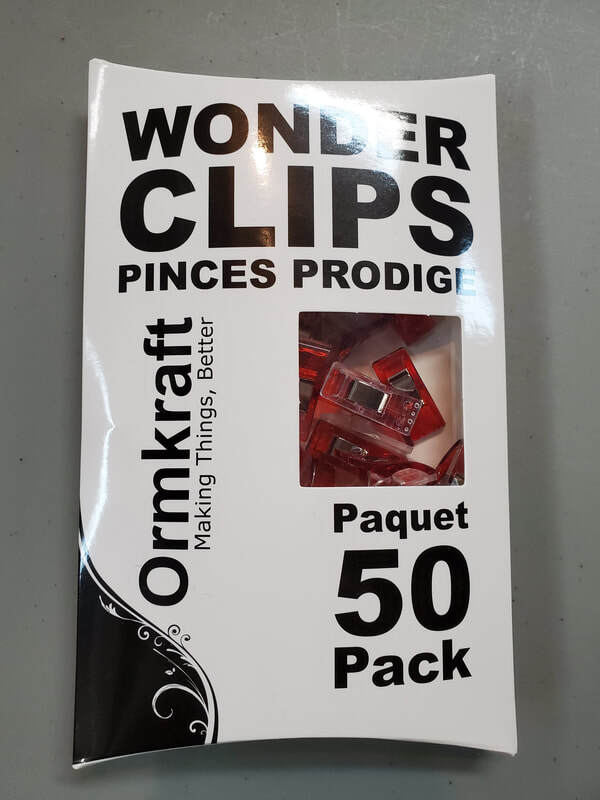 WONDER
CLIPS
PINCES PRODIGE
Ormkraft
Making Things, Better
Paquet
50
Pack